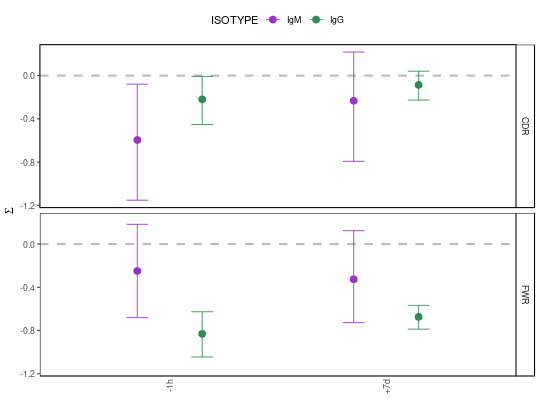 ISOTYPE IgM IgG
0.0
-0.4
-0.8
-1.2
CDR
Σ
0.0
-0.4
-0.8
-1.2
FWR
-1h +7d